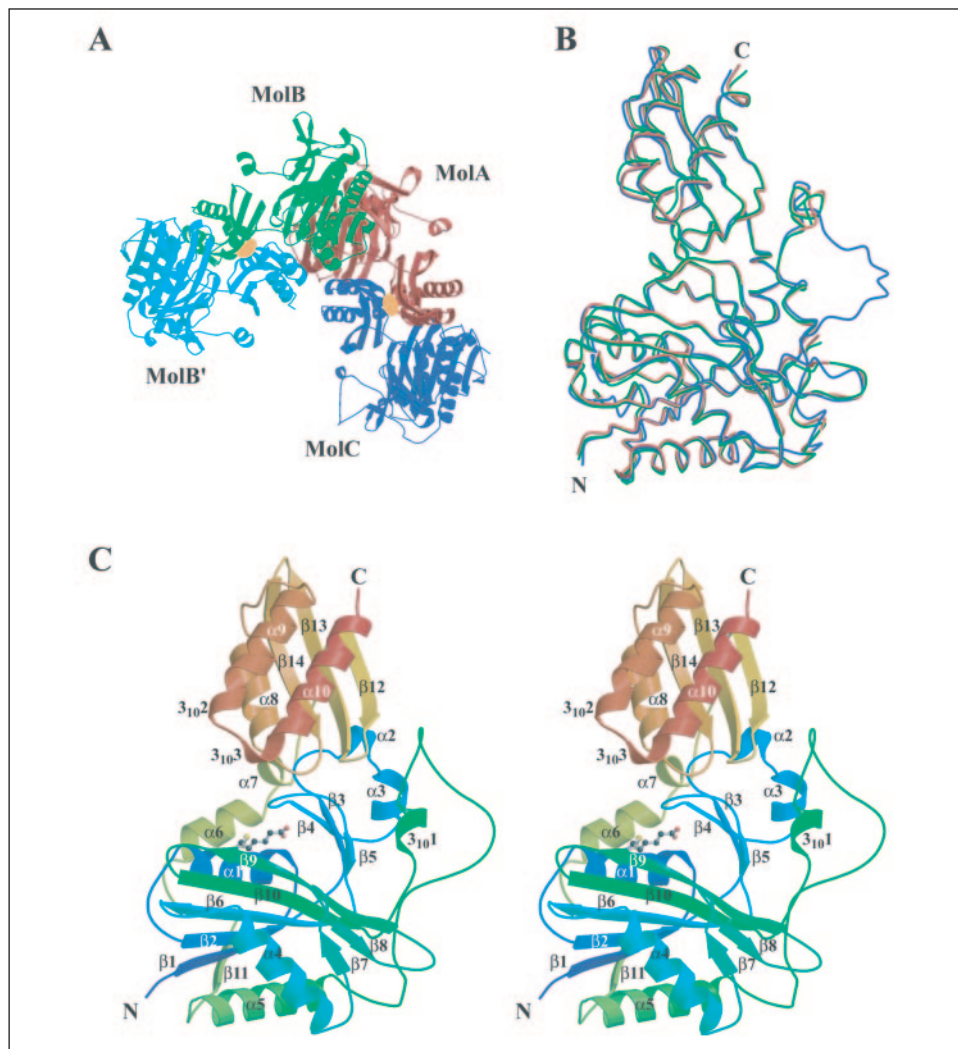 A
B
MolB
C
MolA
MolB'
MolC
N
C
C
C
β13
α9
β14
β12
α8
α10
3₁₀2
α2
3₁₀3
α7
β3
α3
β4
α6
3₁₀1
β5
β9
α1
β10
β6
β2
β8
α4
β1
β7
β11
N
α5
β13
α9
β14
β12
α8
α10
3₁₀2
α2
3₁₀3
α7
β3
α3
β4
α6
3₁₀1
β5
β9
α1
β10
β6
β2
β8
α4
β1
β7
β11
N
α5